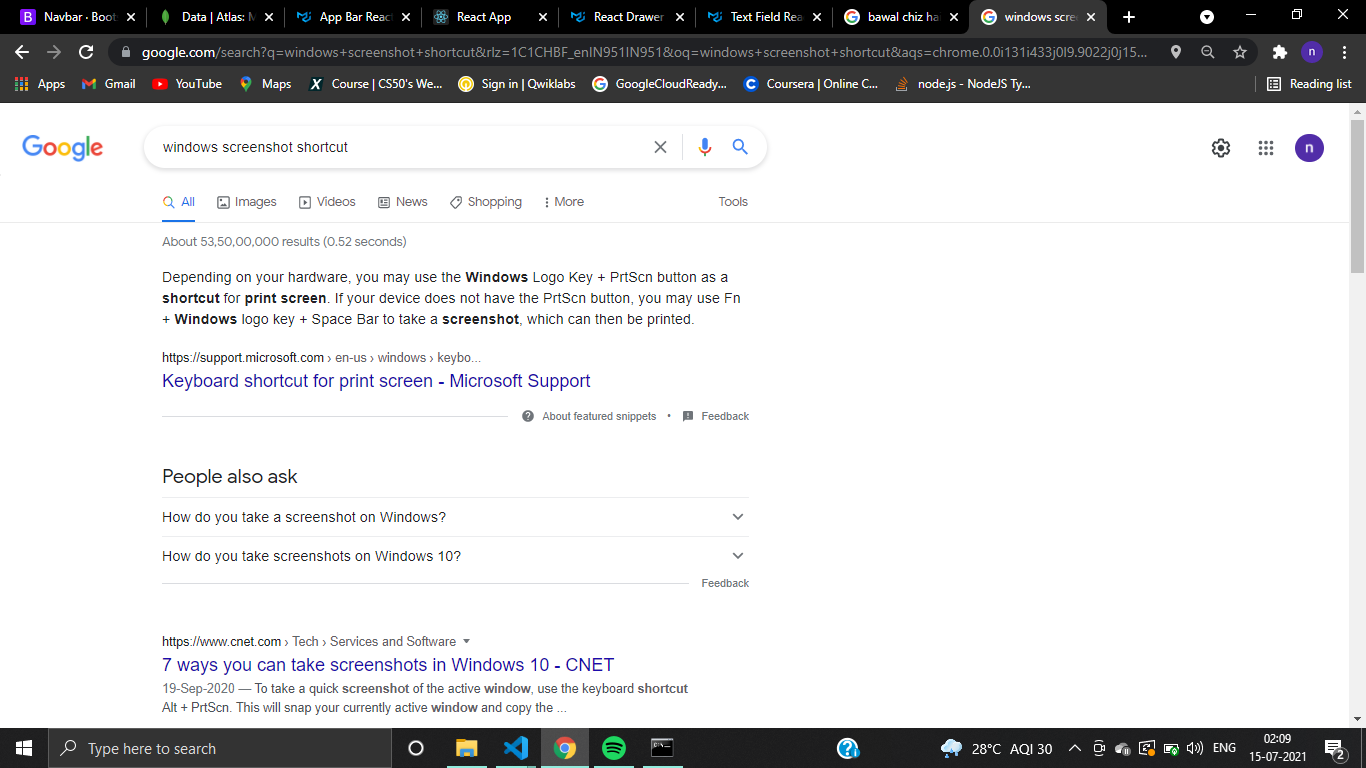 Navbar · Boots
Data | Atlas: M
App Bar Reac
React App
React Drawer
Text Field Rea
bawal chiz ha
windows scree
google.com/search?q=windows+screenshot+shortcut&rlz=1C1CHBF_enIN951IN951&oq=windows+screenshot+shortcut&aqs=chrome.0.0i131i433j0l9.9022j0j15...
n
Apps
Gmail
YouTube
Maps
Course | CS50's We...
Sign in | Qwiklabs
GoogleCloudReady...
Coursera | Online C...
node.js - NodeJS Ty...
Reading list
Google
windows screenshot shortcut
n
All
Images
Videos
News
Shopping
More
Tools
About 53,50,00,000 results (0.52 seconds)
Depending on your hardware, you may use the Windows Logo Key + PrtScn button as a
shortcut for print screen. If your device does not have the PrtScn button, you may use Fn
+ Windows logo key + Space Bar to take a screenshot, which can then be printed.
https://support.microsoft.com › en-us › windows › keybo...
Keyboard shortcut for print screen - Microsoft Support
About featured snippets • Feedback
People also ask
How do you take a screenshot on Windows?
How do you take screenshots on Windows 10?
Feedback
https://www.cnet.com › Tech › Services and Software
7 ways you can take screenshots in Windows 10 - CNET
19-Sep-2020 — To take a quick screenshot of the active window, use the keyboard shortcut
Alt + PrtScn. This will snap your currently active window and copy the ...
Type here to search
28°C AQI 30
ENG
02:09
15-07-2021
2